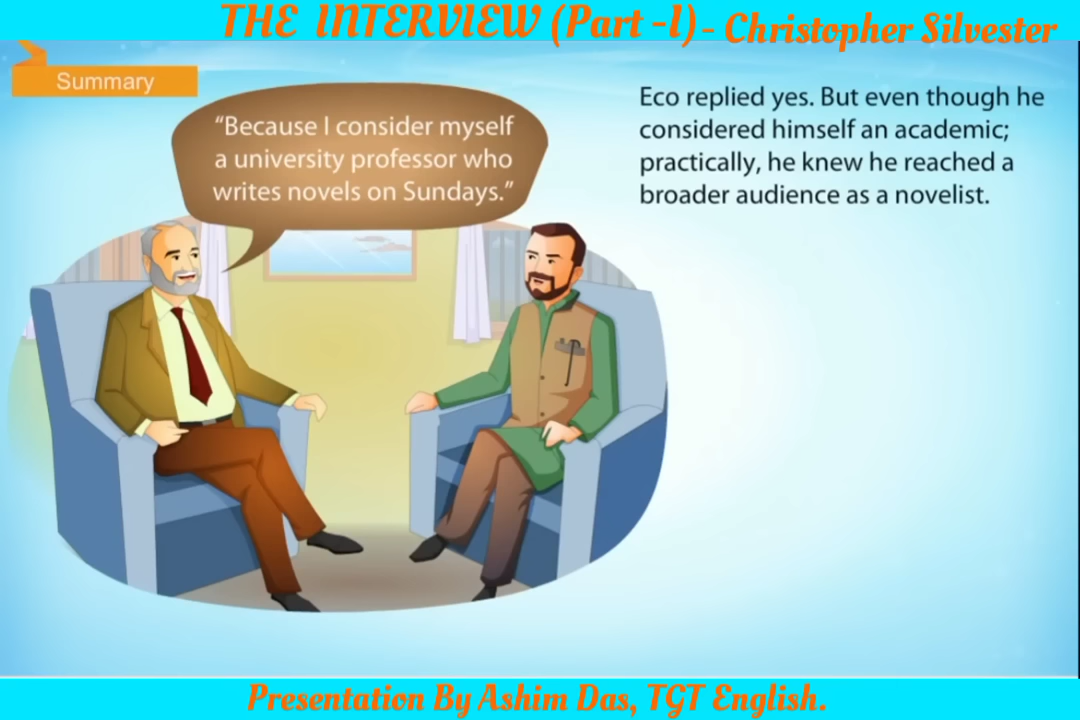 THE INTERVIEW (Part -I) - Christopher Silvester
Summary
“Because I consider myself
a university professor who
writes novels on Sundays.”
Eco replied yes. But even though he
considered himself an academic;
practically, he knew he reached a
broader audience as a novelist.
Presentation By Ashim Das, TGT English.